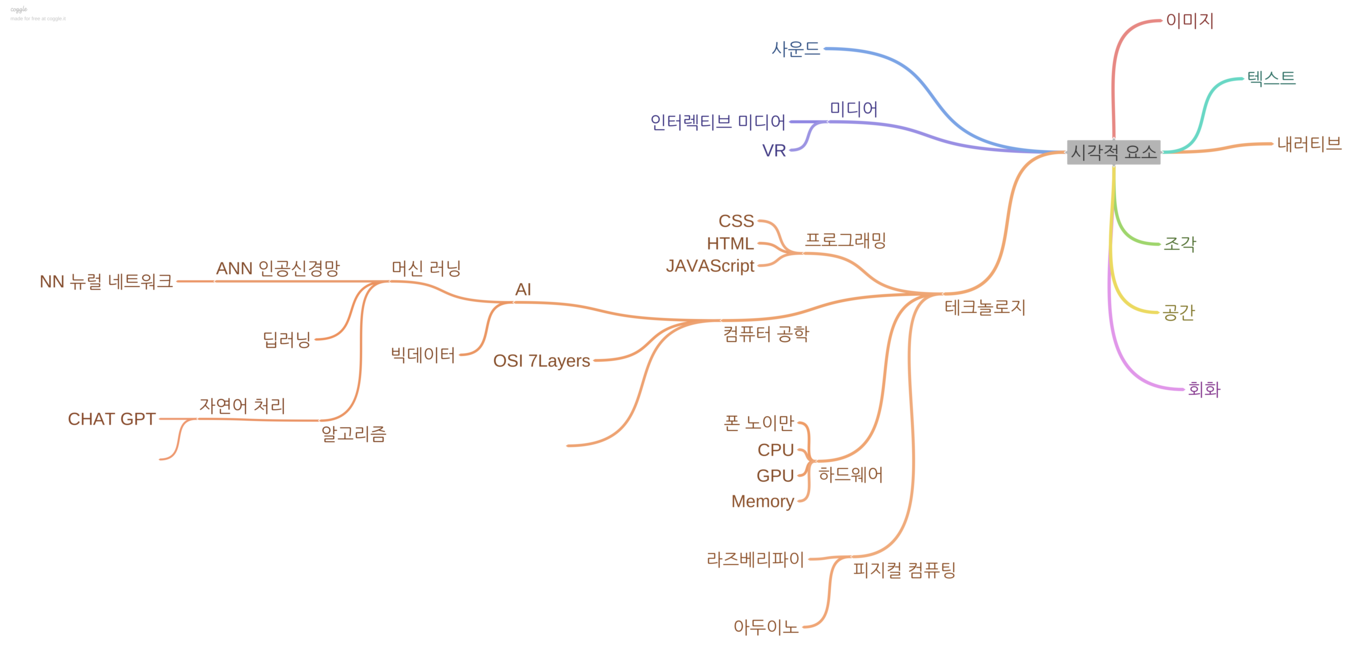 coggle
made for free at coggle.it
이미지
사운드
텍스트
미디어
인터렉티브 미디어
VR
시각적 요소
내러티브
CSS
프로그래밍
HTML
JAVAScript
조각
테크놀로지
공간
머신 러닝
ANN 인공신경망
NN 뉴럴 네트워크
AI
컴퓨터 공학
딥러닝
빅데이터
OSI 7Layers
회화
자연어 처리
CHAT GPT
알고리즘
폰 노이만
CPU
하드웨어
GPU
Memory
라즈베리파이
피지컬 컴퓨팅
아두이노